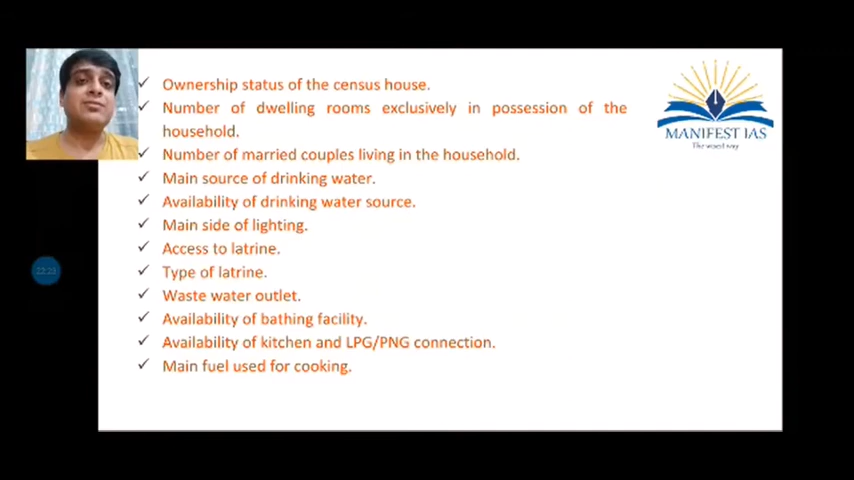 Ownership status of the census house.
Number of dwelling rooms exclusively in possession of the
household.
Number of married couples living in the household.
Main source of drinking water.
Availability of drinking water source.
Main side of lighting.
Access to latrine.
Type of latrine.
Waste water outlet.
Availability of bathing facility.
Availability of kitchen and LPG/PNG connection.
Main fuel used for cooking.
MANIFEST IAS